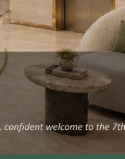 , confident welcome to the 7th